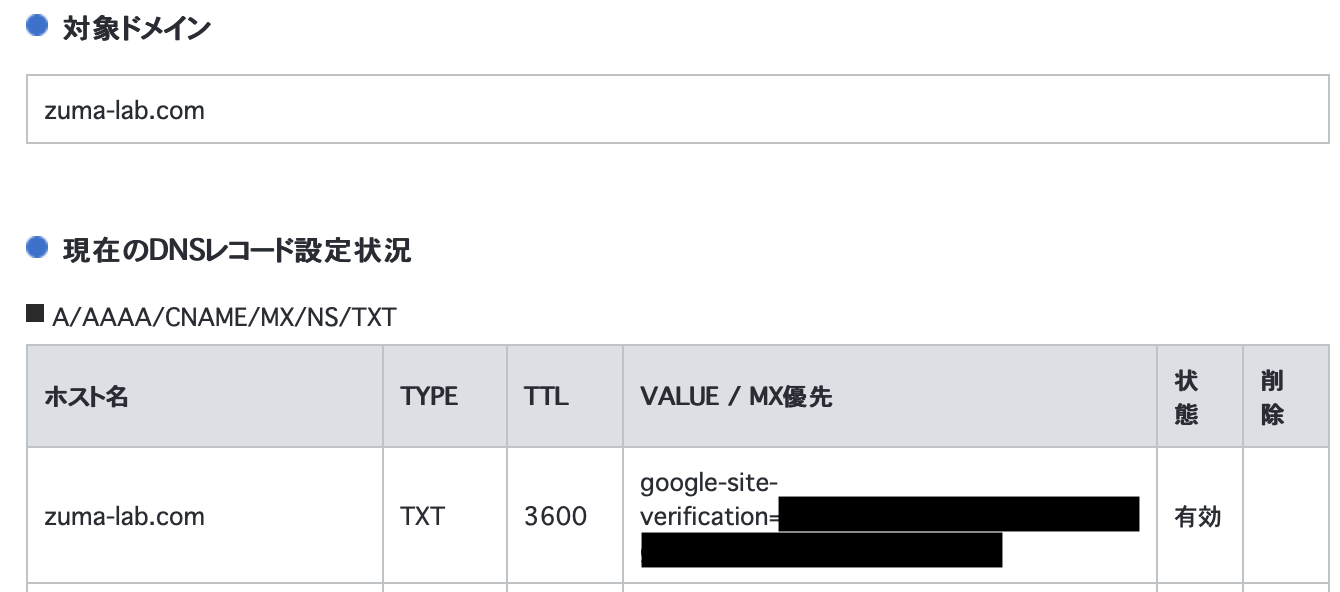 対象ドメイン
zuma-lab.com
現在のDNSレコード設定状況
A/AAAA/CNAME/MX/NS/TXT
ホスト名 TYPE TTL VALUE / MX優先 状態 削除
zuma-lab.com TXT 3600 google-site-
verification= 有効